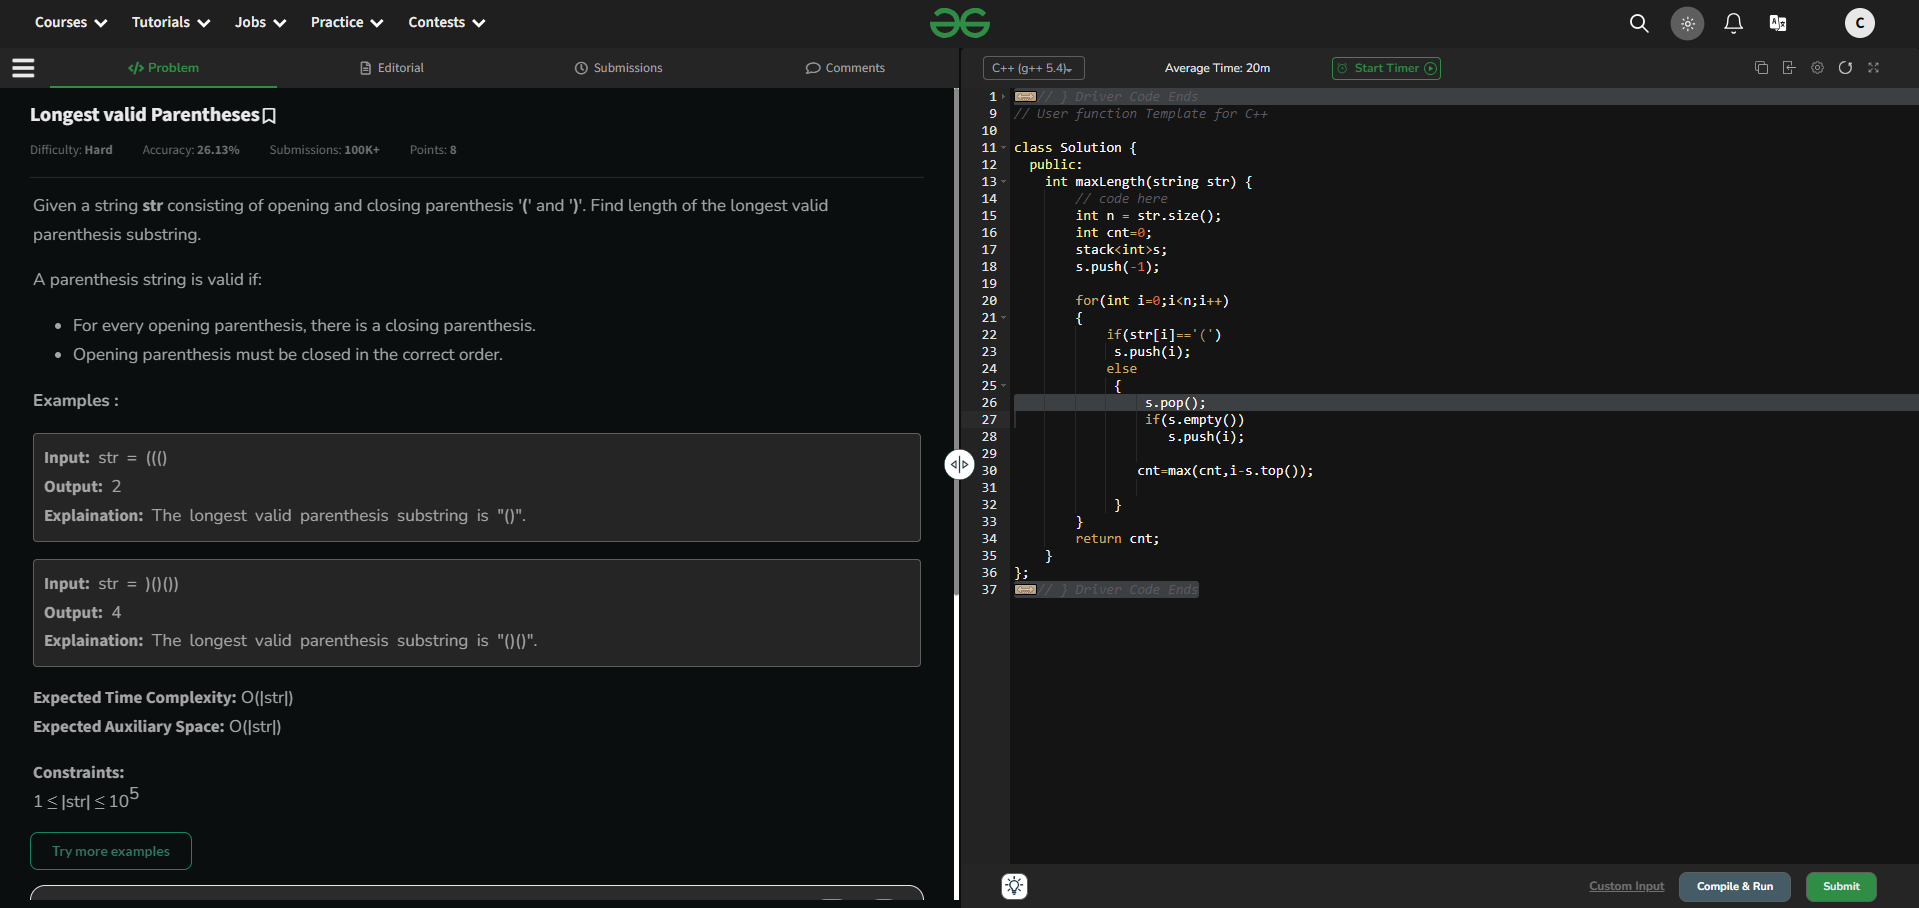 Courses Tutorials Jobs Practice Contests C
</> Problem Editorial Submissions Comments
Longest valid Parentheses
Difficulty: Hard Accuracy: 26.13% Submissions: 100K+ Points: 8
Given a string str consisting of opening and closing parenthesis '(' and ')'. Find length of the longest valid
parenthesis substring.
A parenthesis string is valid if:
• For every opening parenthesis, there is a closing parenthesis.
• Opening parenthesis must be closed in the correct order.
Examples :
Input: str = ((()
Output: 2
Explaination: The longest valid parenthesis substring is "()".
Input: str = )()())
Output: 4
Explaination: The longest valid parenthesis substring is "()()".
Expected Time Complexity: O(|str|)
Expected Auxiliary Space: O(|str|)
Constraints:
1 ≤ |str| ≤ 10^5
Try more examples
C++ (g++ 5.4) Average Time: 20m Start Timer
1 // } Driver Code Ends
9 // User function Template for C++
10
11 class Solution {
12 public:
13 int maxLength(string str) {
14 // code here
15 int n = str.size();
16 int cnt=0;
17 stack<int>s;
18 s.push(-1);
19
20 for(int i=0;i<n;i++)
21 {
22 if(str[i]=='(')
23 s.push(i);
24 else
25 {
26 s.pop();
27 if(s.empty())
28 s.push(i);
29
30 cnt=max(cnt,i-s.top());
31
32 }
33 }
34 return cnt;
35 }
36 };
37 // } Driver Code Ends
Custom Input Compile & Run Submit